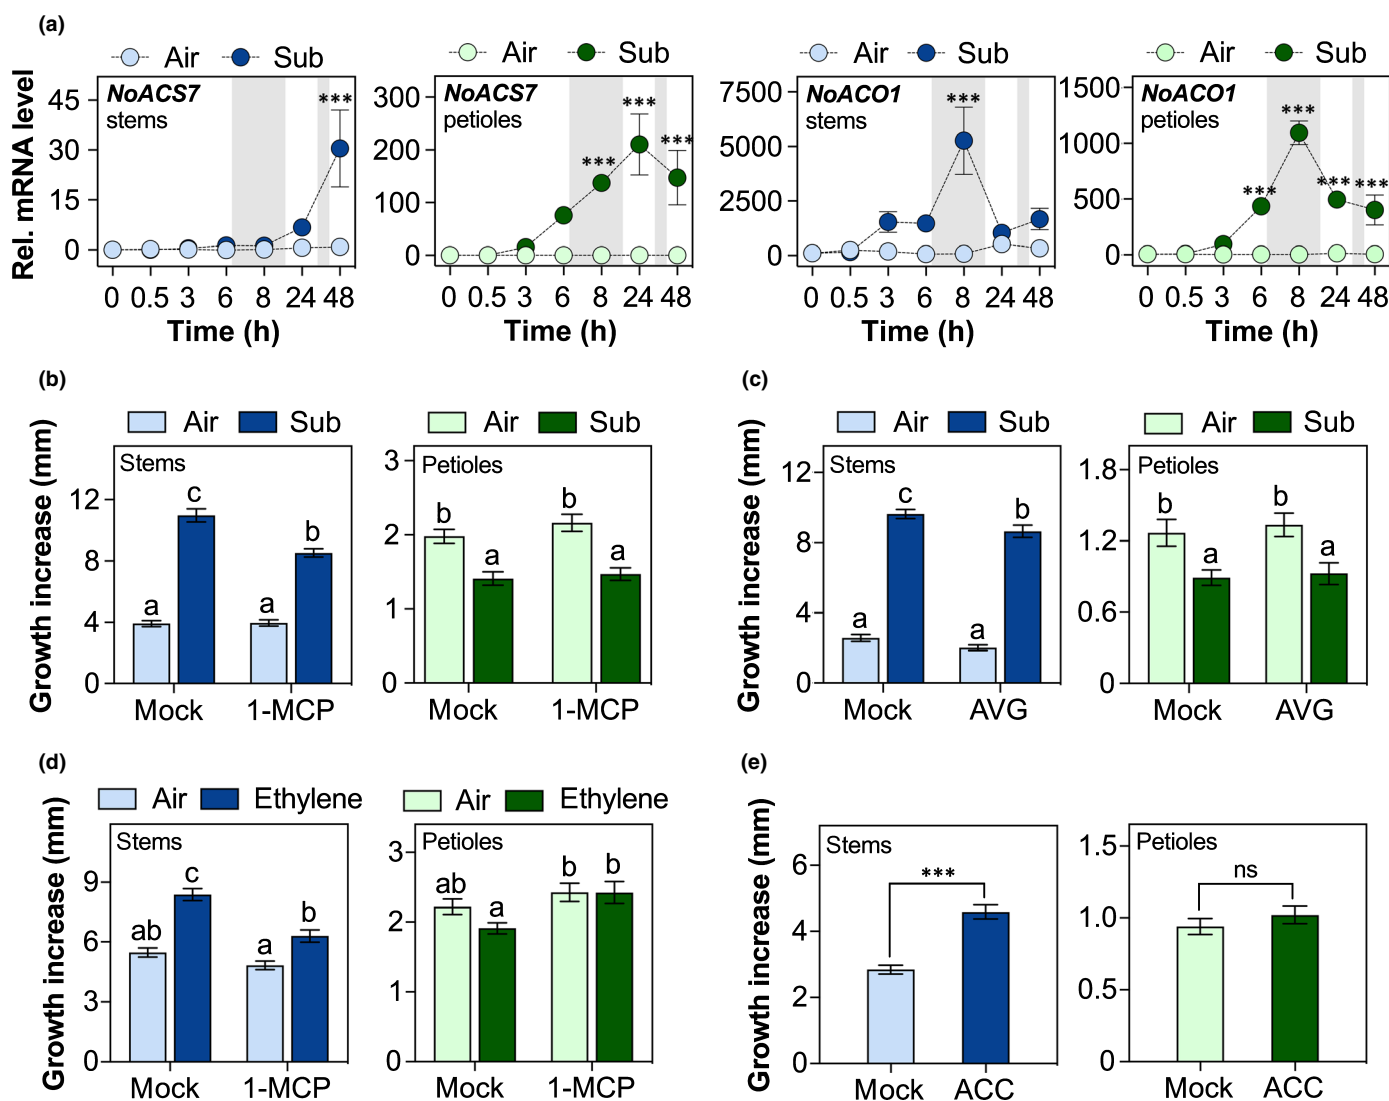 (a)
Air Sub
Air Sub
Air Sub
Air Sub
Rel. mRNA level
NoACS7
stems
45
30
15
0
***
0 0.5 3 6 8 24 48
Time (h)
NoACS7
petioles
300
200
100
0
*** *** ***
0 0.5 3 6 8 24 48
Time (h)
NoACO1
stems
7500
5000
2500
0
***
0 0.5 3 6 8 24 48
Time (h)
NoACO1
petioles
1500
1000
500
0
*** *** *** ***
0 0.5 3 6 8 24 48
Time (h)
(b)
Growth increase (mm)
Air Sub
Stems
12
8
4
0
a c a b
Mock 1-MCP
Air Sub
Petioles
3
2
1
0
b a b a
Mock 1-MCP
(c)
Growth increase (mm)
Air Sub
Stems
12
8
4
0
a c a b
Mock AVG
Air Sub
Petioles
1.8
1.2
0.6
0
b a b a
Mock AVG
(d)
Growth increase (mm)
Air Ethylene
Stems
9
6
3
0
ab c a b
Mock 1-MCP
Air Ethylene
Petioles
3
2
1
0
ab a b b
Mock 1-MCP
(e)
Growth increase (mm)
Stems
6
4
2
0
***
Mock ACC
Petioles
1.5
1.0
0.5
0
ns
Mock ACC